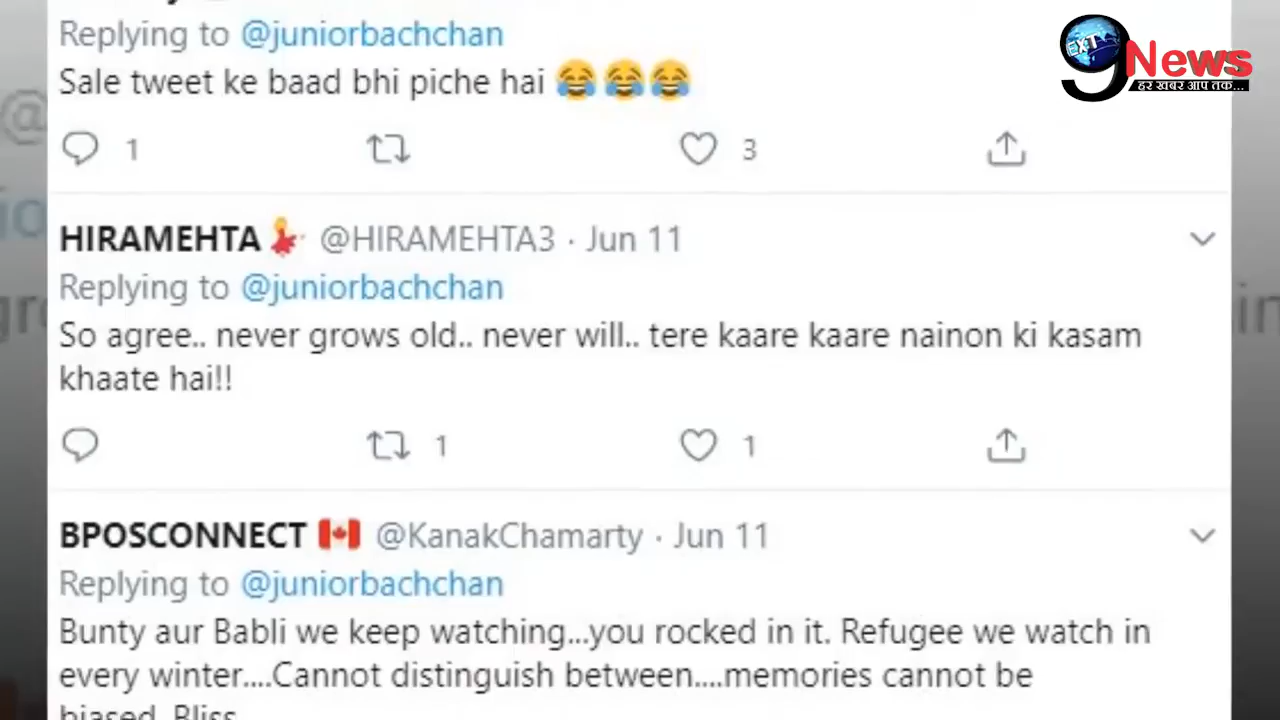 Replying to @juniorbachchan
Sale tweet ke baad bhi piche hai 😂😂😂
1
3
EXT
9 News
हर खबर आप तक...
HIRAMEHTA💃 @HIRAMEHTA3 · Jun 11
Replying to @juniorbachchan
So agree.. never grows old.. never will.. tere kaare kaare nainon ki kasam
khaate hai!!
1
1
BPOSCONNECT 🇨🇦 @KanakChamarty · Jun 11
Replying to @juniorbachchan
Bunty aur Babli we keep watching...you rocked in it. Refugee we watch in
every winter....Cannot distinguish between....memories cannot be
biased. Bliss